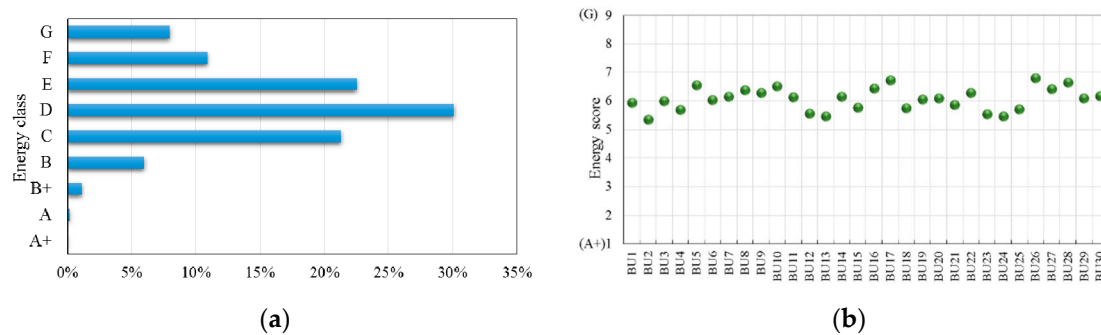 Energy class
G
F
E
D
C
B
B+
A
A+
0% 5% 10% 15% 20% 25% 30% 35%
(a)
Energy score
(G) 9
8
7
6
5
4
3
2
(A+) 1
BU1 BU2 BU3 BU4 BU5 BU6 BU7 BU8 BU9 BU10 BU11 BU12 BU13 BU14 BU15 BU16 BU17 BU18 BU19 BU20 BU21 BU22 BU23 BU24 BU25 BU26 BU27 BU28 BU29 BU30
(b)